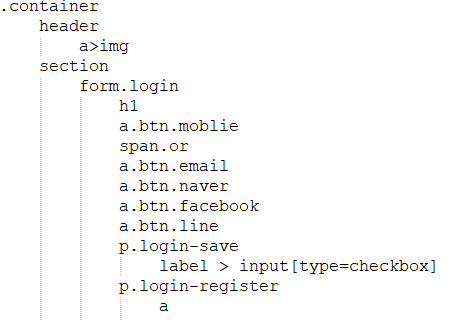 .container
header
a>img
section
form.login
h1
a.btn.moblie
span.or
a.btn.email
a.btn.naver
a.btn.facebook
a.btn.line
p.login-save
label > input[type=checkbox]
p.login-register
a